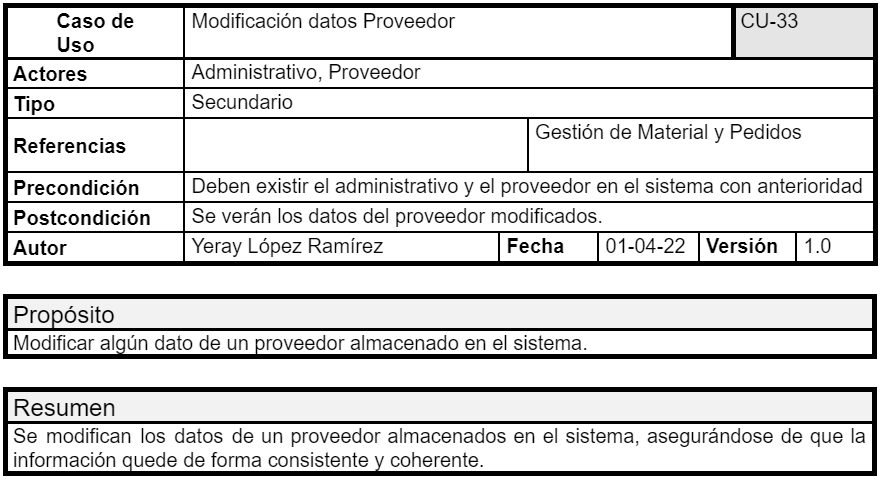 Caso de Uso Modificación datos Proveedor CU-33
Actores Administrativo, Proveedor
Tipo Secundario
Referencias Gestión de Material y Pedidos
Precondición Deben existir el administrativo y el proveedor en el sistema con anterioridad
Postcondición Se verán los datos del proveedor modificados.
Autor Yeray López Ramírez Fecha 01-04-22 Versión 1.0
Propósito
Modificar algún dato de un proveedor almacenado en el sistema.
Resumen
Se modifican los datos de un proveedor almacenados en el sistema, asegurándose de que la
información quede de forma consistente y coherente.